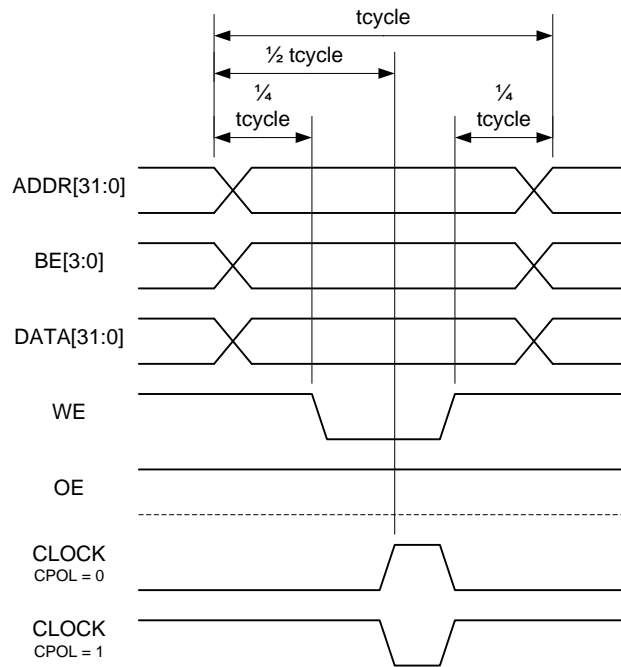 tcycle
½ tcycle
¼
tcycle
¼
tcycle
ADDR[31:0]
BE[3:0]
DATA[31:0]
WE
OE
CLOCK
CPOL = 0
CLOCK
CPOL = 1